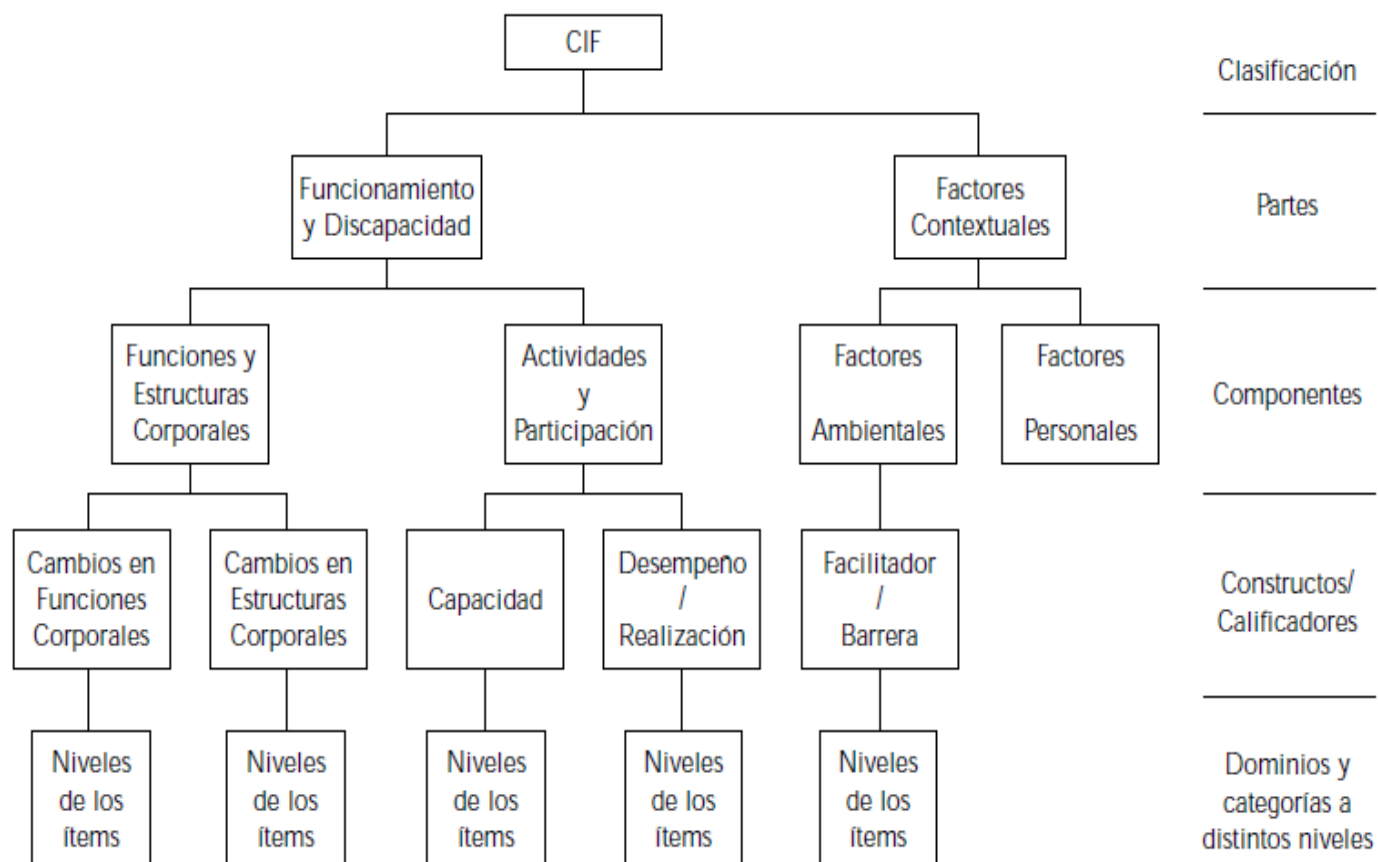 CIF
Clasificación
Funcionamiento
y Discapacidad
Factores
Contextuales
Partes
Funciones y
Estructuras
Corporales
Actividades
y
Participación
Factores
Ambientales
Factores
Personales
Componentes
Cambios en
Funciones
Corporales
Cambios en
Estructuras
Corporales
Capacidad
Desempeño
/
Realización
Facilitador
/
Barrera
Constructos/
Calificadores
Niveles
de los
ítems
Niveles
de los
ítems
Niveles
de los
ítems
Niveles
de los
ítems
Niveles
de los
ítems
Dominios y
categorías a
distintos niveles